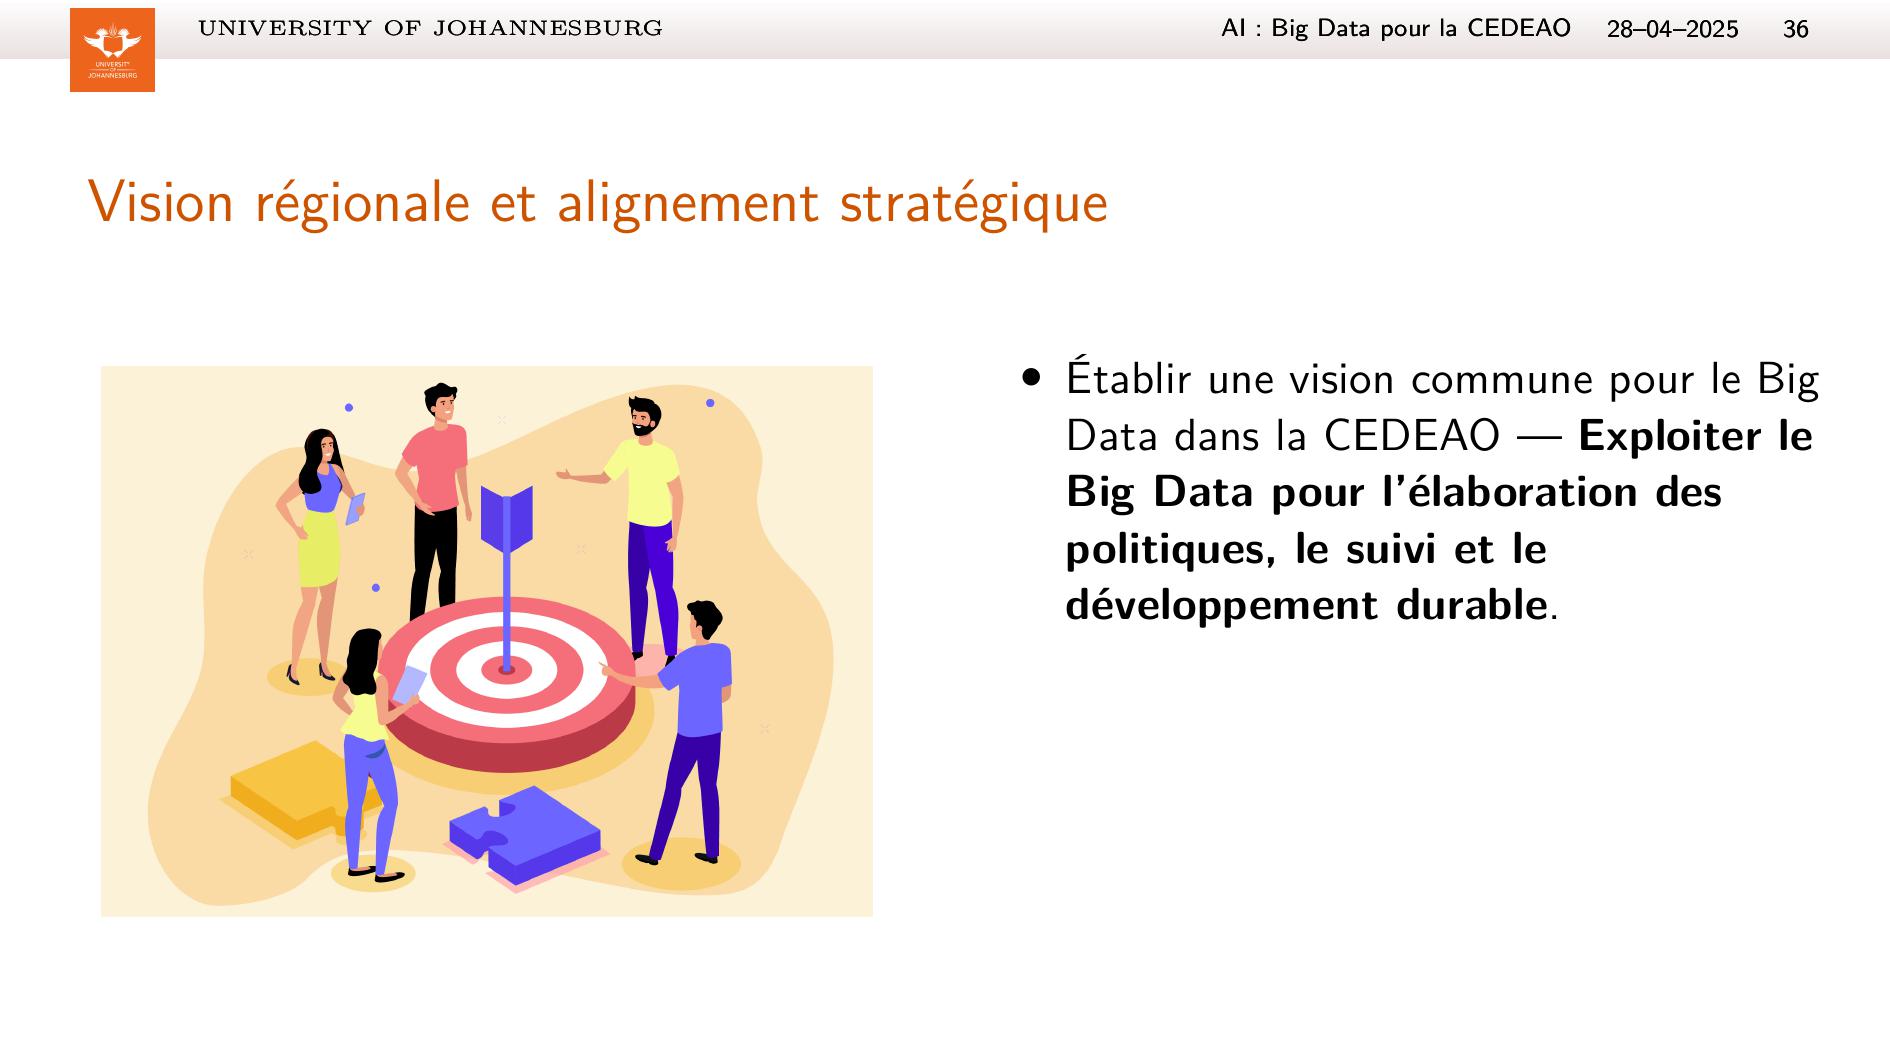 UNIVERSITY OF JOHANNESBURG
AI : Big Data pour la CEDEAO 28–04–2025 36
UNIVERSITY
OF
JOHANNESBURG
Vision régionale et alignement stratégique
• Établir une vision commune pour le Big
Data dans la CEDEAO — Exploiter le
Big Data pour l'élaboration des
politiques, le suivi et le
développement durable.